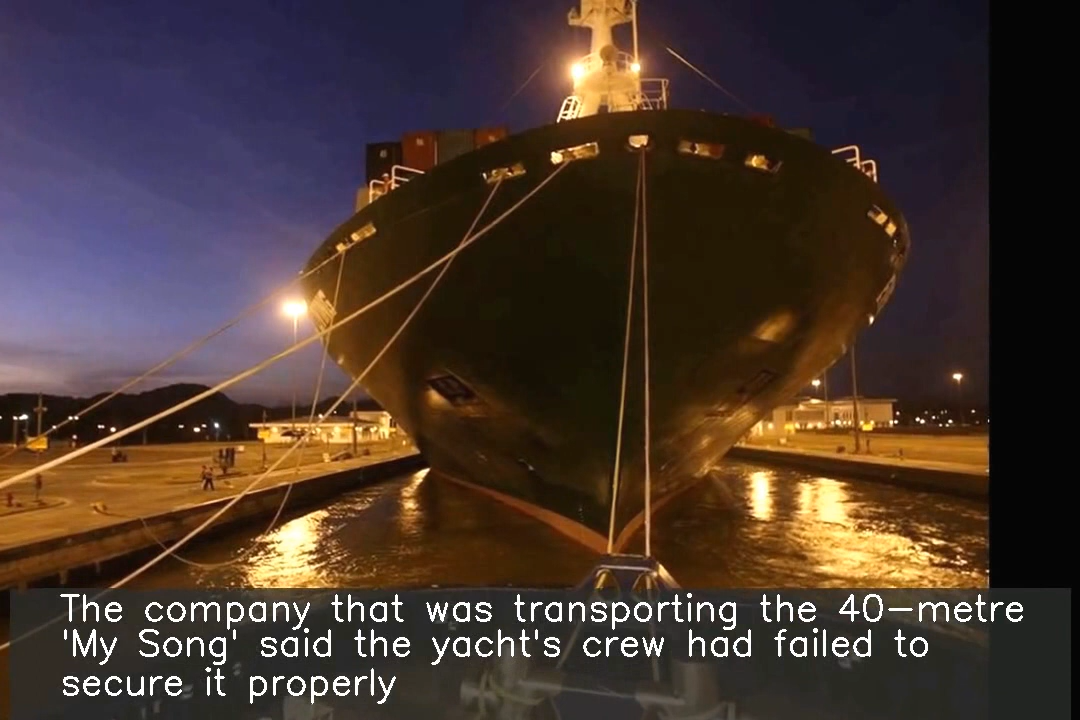 The company that was transporting the 40-metre
'My Song' said the yacht's crew had failed to
secure it properly